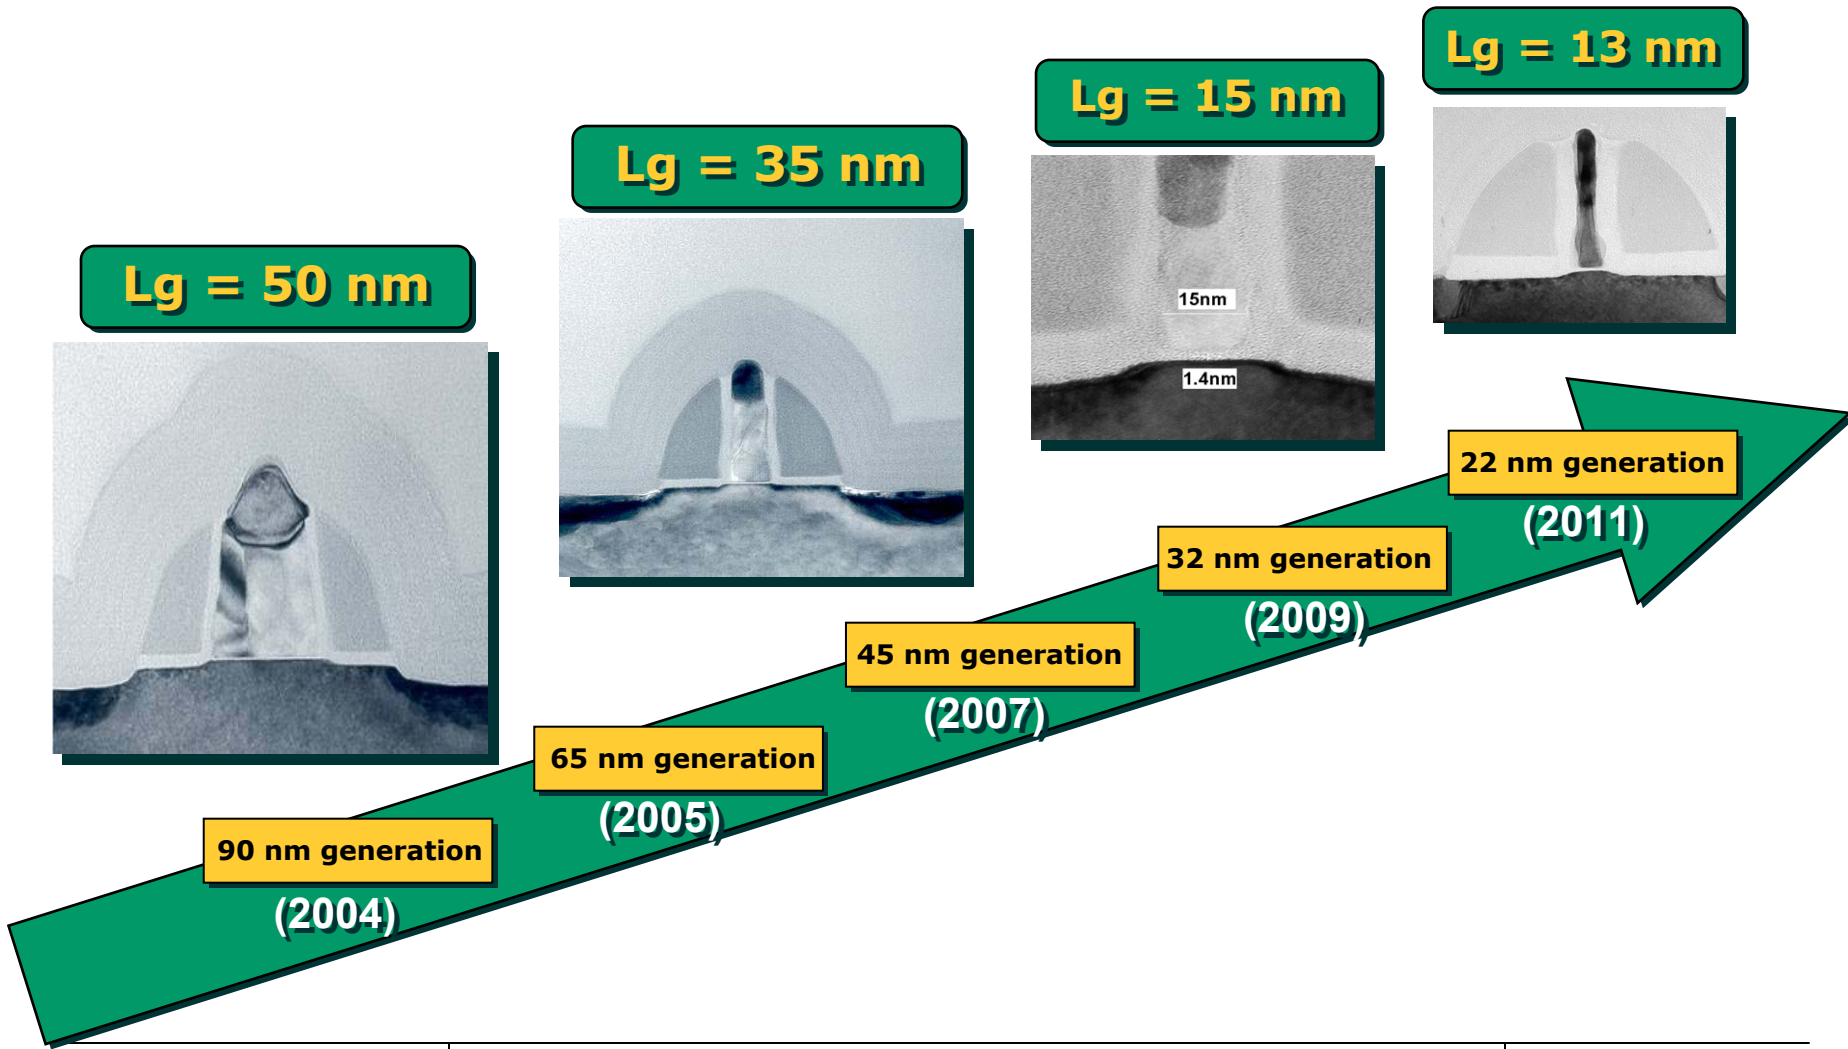 Lg = 13 nm
Lg = 15 nm
Lg = 35 nm
Lg = 50 nm
15nm
1.4nm
22 nm generation
(2011)
32 nm generation
(2009)
45 nm generation
(2007)
65 nm generation
(2005)
90 nm generation
(2004)